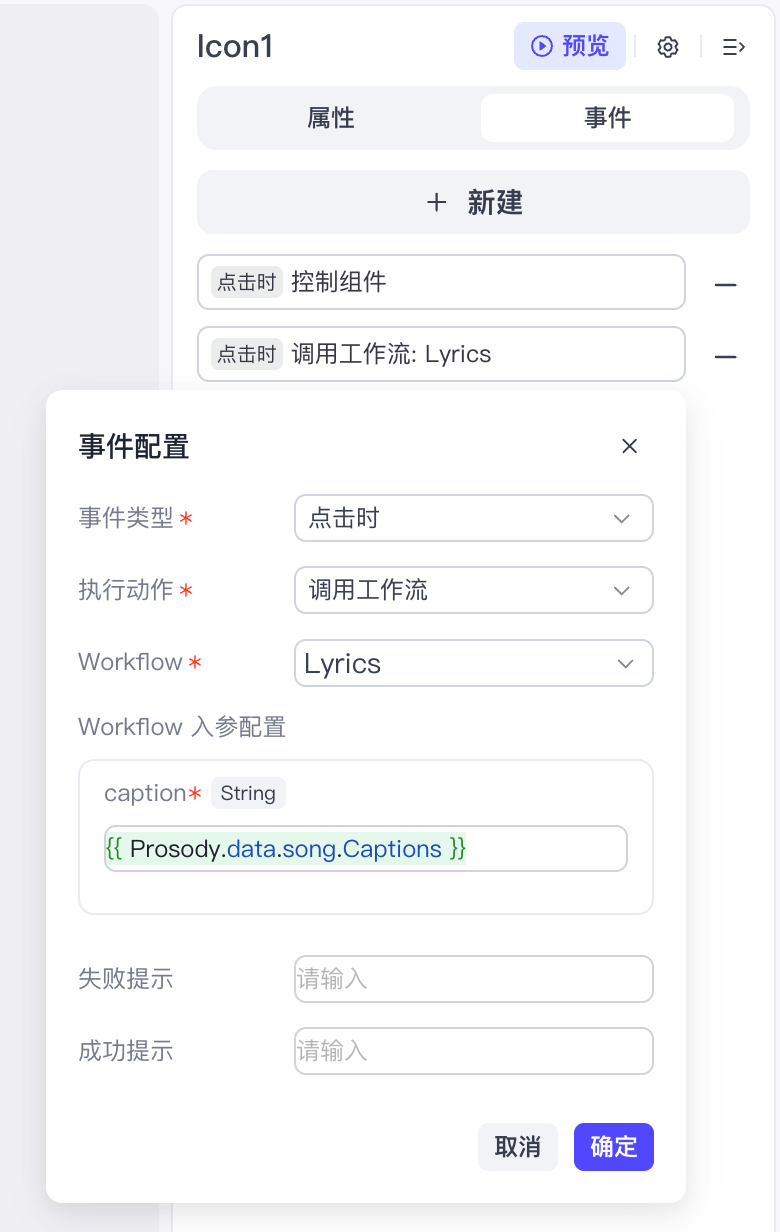 Icon1
预览
属性 事件
+ 新建
点击时 控制组件
点击时 调用工作流: Lyrics
事件配置
事件类型* 点击时
执行动作* 调用工作流
Workflow* Lyrics
Workflow 入参配置
caption* String
{{ Prosody.data.song.Captions }}
失败提示 请输入
成功提示 请输入
取消 确定